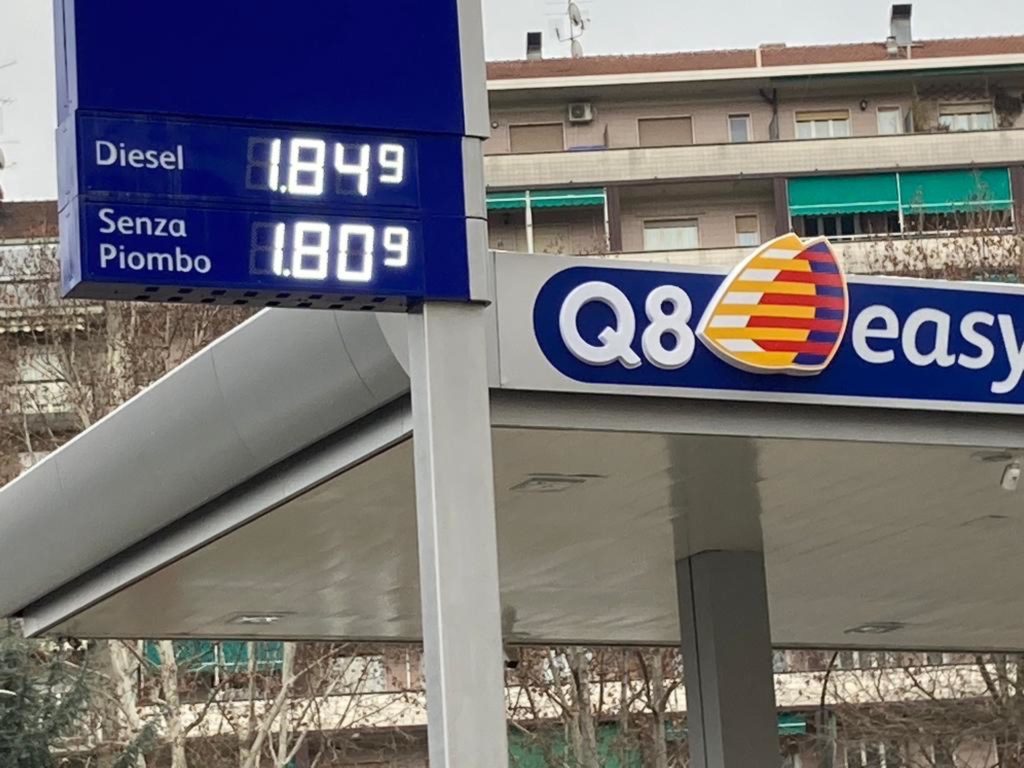 Diesel 1.849
Senza
Piombo 1.809
Q8 easy